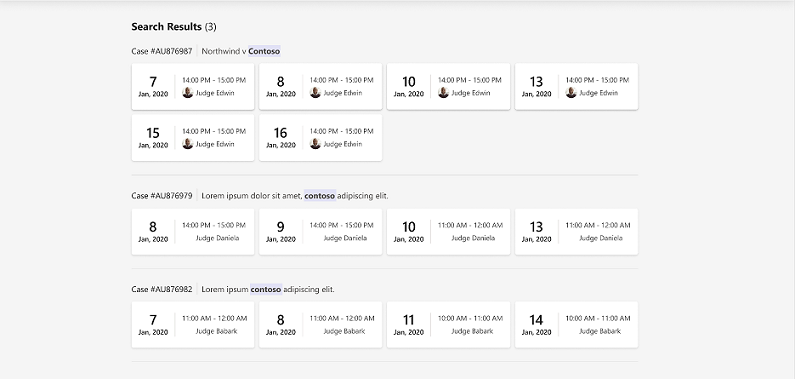 Search Results (3)
Case #AU876987 Northwind v Contoso
7 Jan, 2020 14:00 PM - 15:00 PM Judge Edwin
8 Jan, 2020 14:00 PM - 15:00 PM Judge Edwin
10 Jan, 2020 14:00 PM - 15:00 PM Judge Edwin
13 Jan, 2020 14:00 PM - 15:00 PM Judge Edwin
15 Jan, 2020 14:00 PM - 15:00 PM Judge Edwin
16 Jan, 2020 14:00 PM - 15:00 PM Judge Edwin
Case #AU876979 Lorem ipsum dolor sit amet, contoso adipiscing elit.
8 Jan, 2020 14:00 PM - 15:00 PM Judge Daniela
9 Jan, 2020 14:00 PM - 15:00 PM Judge Daniela
10 Jan, 2020 11:00 AM - 12:00 AM Judge Daniela
13 Jan, 2020 11:00 AM - 12:00 AM Judge Daniela
Case #AU876982 Lorem ipsum contoso adipiscing elit.
7 Jan, 2020 11:00 AM - 12:00 AM Judge Babark
8 Jan, 2020 11:00 AM - 12:00 AM Judge Babark
11 Jan, 2020 10:00 AM - 11:00 AM Judge Babark
14 Jan, 2020 10:00 AM - 11:00 AM Judge Babark